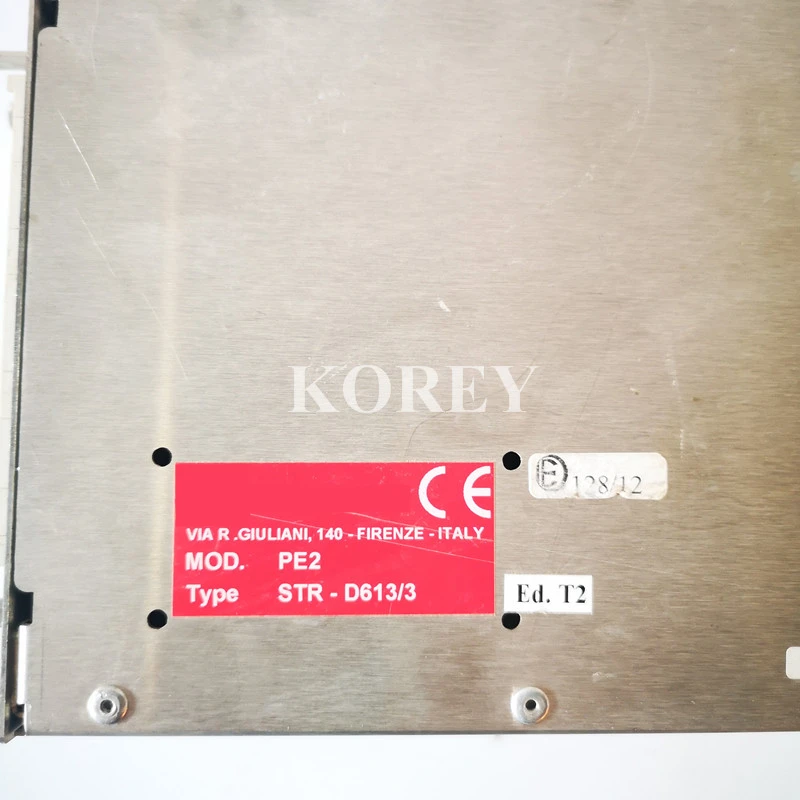 KOREY
CE
E 128/12
VIA R .GIULIANI, 140 - FIRENZE - ITALY
MOD. PE2
Type STR - D613/3
Ed. T2